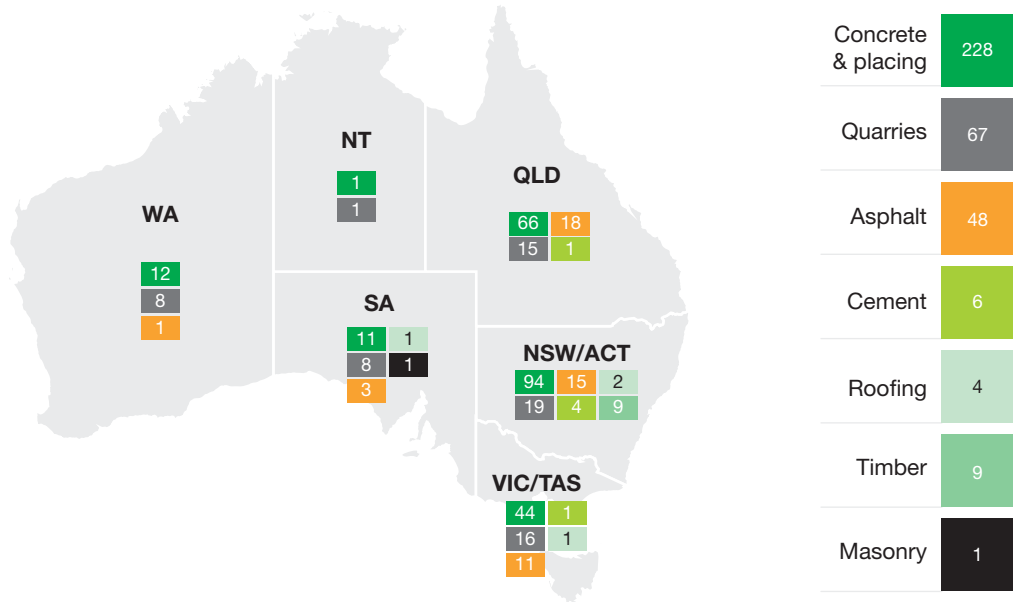 NT
1
1
QLD
66 18
15 1
WA
12
8
1
SA
11 1
8 1
3
NSW/ACT
94 15 2
19 4 9
VIC/TAS
44 1
16 1
11
Concrete
& placing
228
Quarries
67
Asphalt
48
Cement
6
Roofing
4
Timber
9
Masonry
1